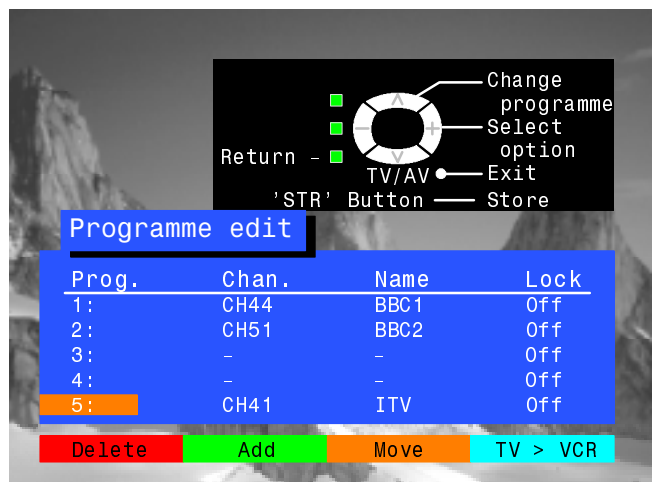 Change
programme
Select
option
Return –
TV/AV Exit
'STR' Button Store
Programme edit
Prog. Chan. Name Lock
1: CH44 BBC1 Off
2: CH51 BBC2 Off
3: – – Off
4: – – Off
5: CH41 ITV Off
Delete Add Move TV > VCR